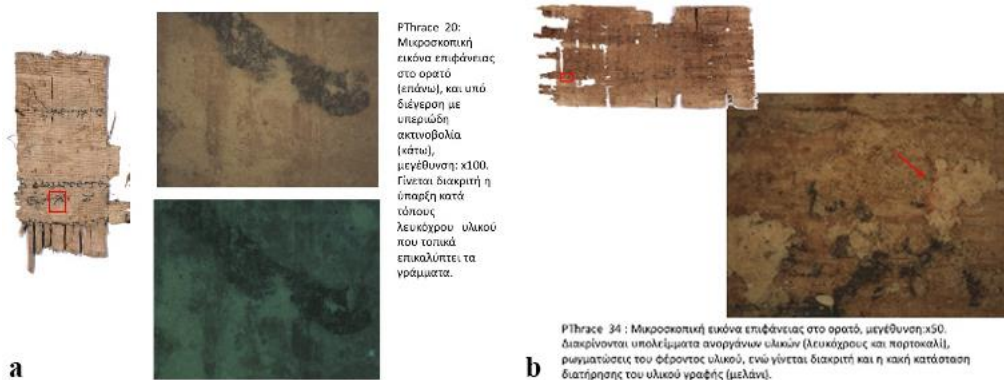 PThrace 20:
Μικροσκοπική
εικόνα επιφάνειας
στο ορατό
(επάνω), και υπό
διέγερση με
υπεριώδη
ακτινοβολία
(κάτω),
μεγέθυνση: x100.
Γίνεται διακριτή η
ύπαρξη κατά
τόπους
λευκόχρου υλικού
που τοπικά
επικαλύπτει τα
γράμματα.
a
PThrace 34 : Μικροσκοπική εικόνα επιφάνειας στο ορατό, μεγέθυνση:x50.
Διακρίνονται υπολείμματα ανοργάνων υλικών (λευκόχρους και πορτοκαλί),
ρωγματώσεις του φέροντος υλικού, ενώ γίνεται διακριτή και η κακή κατάσταση
διατήρησης του υλικού γραφής (μελάνι).
b